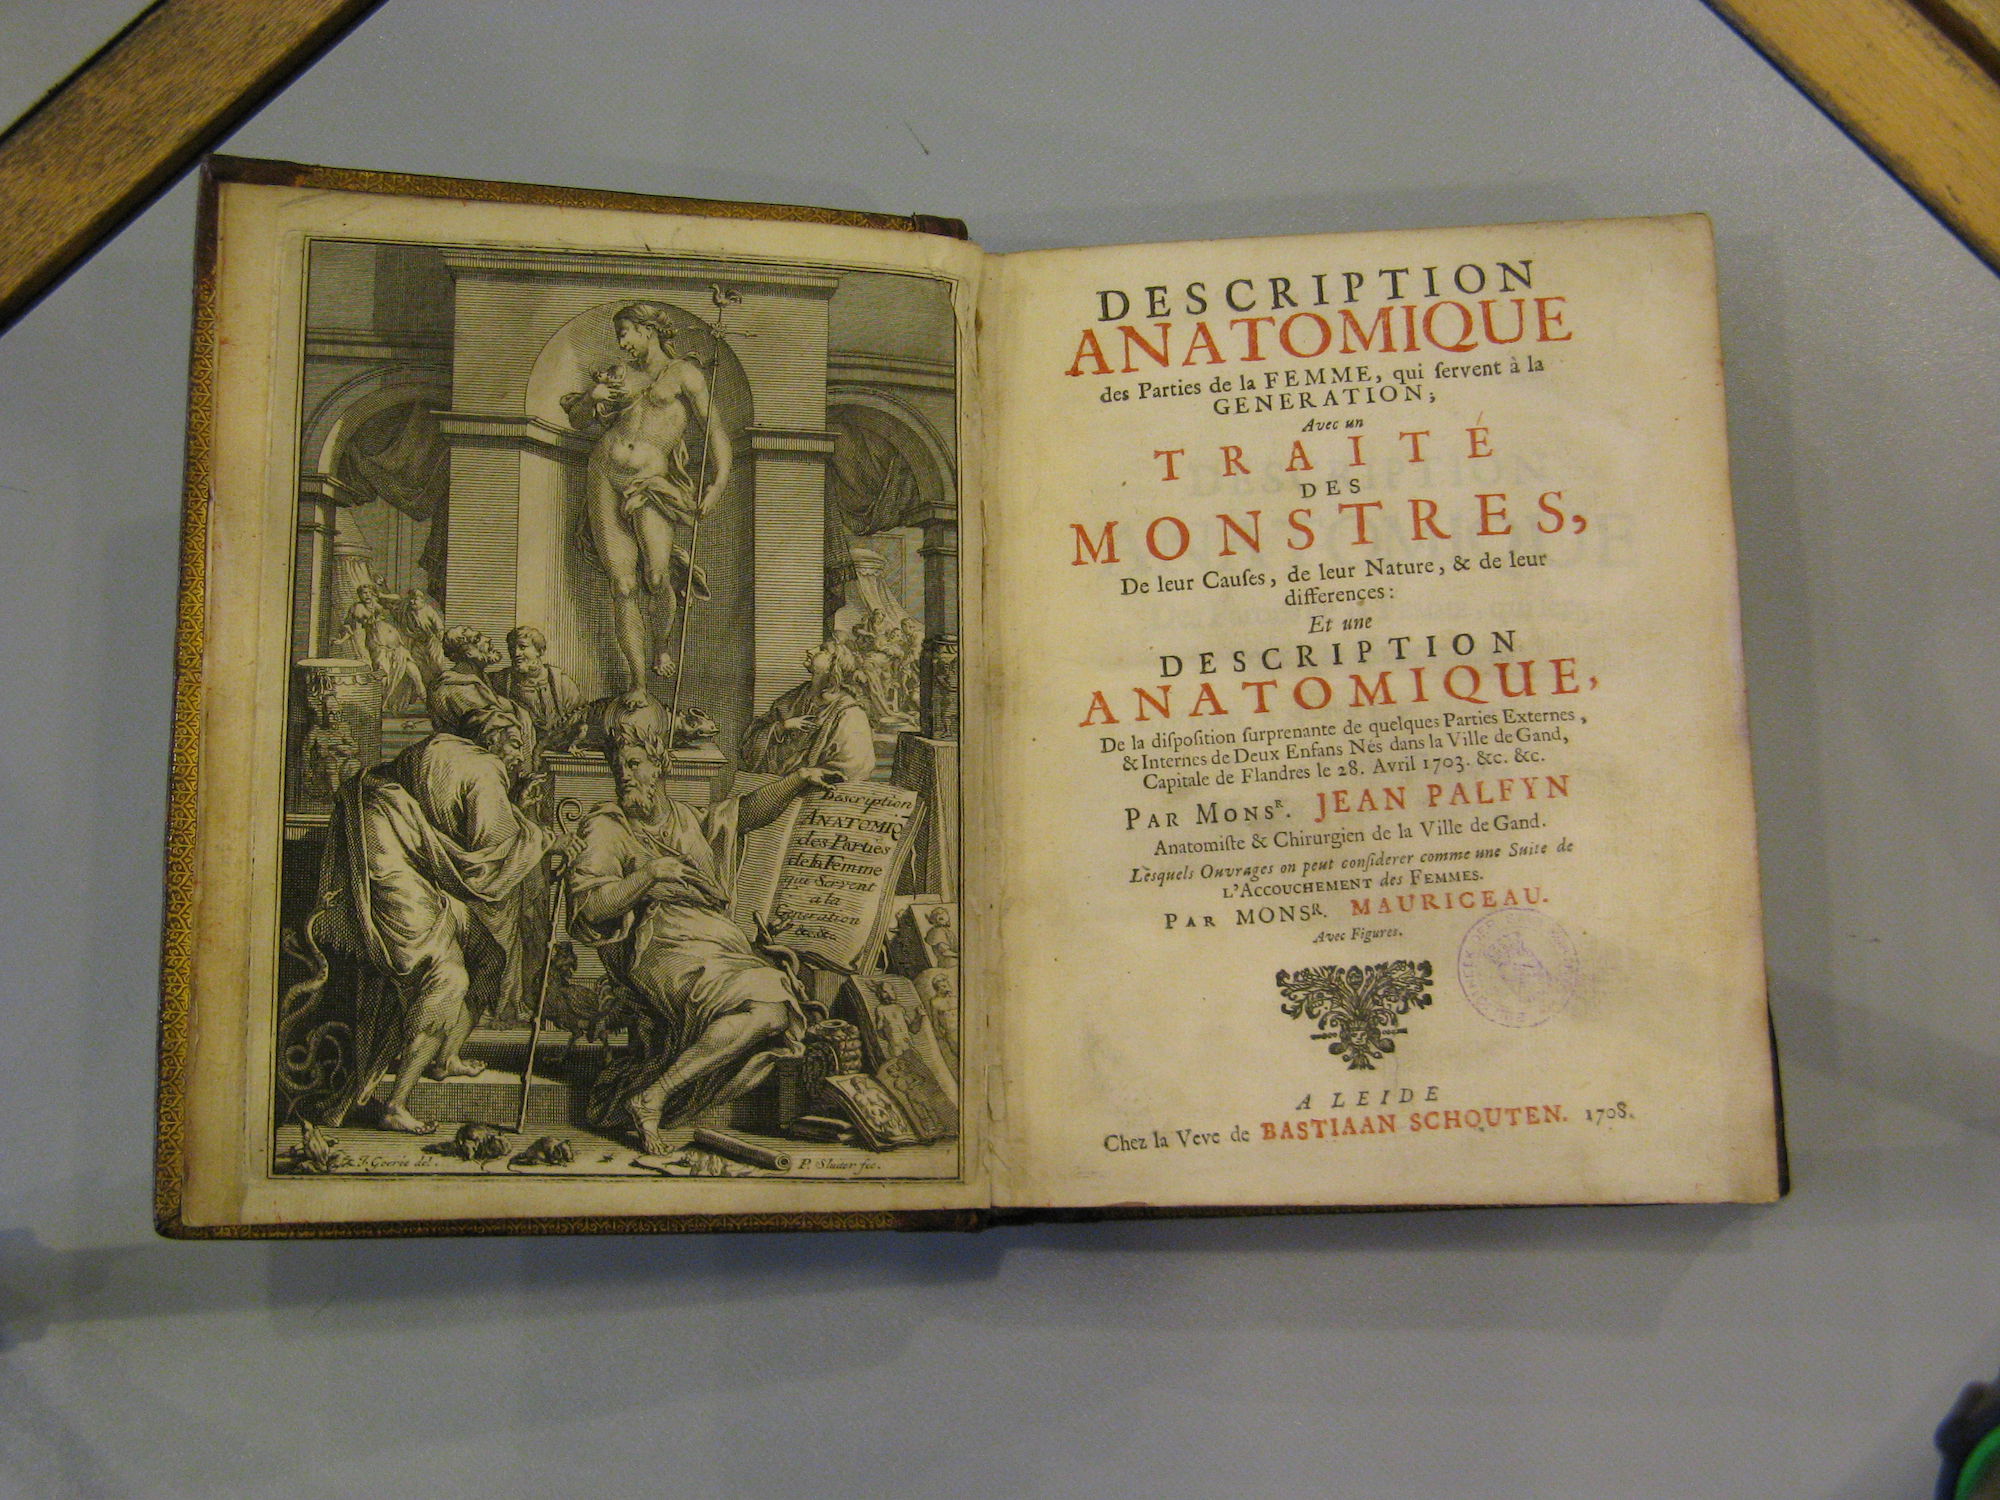 Description
ANATOMIQ
des Parties
de la Femme
qui Servent
a la
Generation
&c. &c.
J. Goeree del.
P. Sluiter fec.
DESCRIPTION
ANATOMIQUE
des Parties de la FEMME, qui ſervent à la
GENERATION;
Avec un
TRAITÉ
DES
MONSTRES,
De leur Cauſes, de leur Nature, & de leur
differences:
Et une
DESCRIPTION
ANATOMIQUE,
De la diſpoſition ſurprenante de quelques Parties Externes,
& Internes de Deux Enfans Nés dans la Ville de Gand,
Capitale de Flandres le 28. Avril 1703. &c. &c.
PAR MONSR. JEAN PALFYN
Anatomiſte & Chirurgien de la Ville de Gand.
Lesquels Ouvrages on peut conſiderer comme une Suite de
L'ACCOUCHEMENT des FEMMES.
PAR MONSR. MAURICEAU.
Avec Figures.
A LEIDE
Chez la Veve de BASTIAAN SCHOUTEN. 1708.